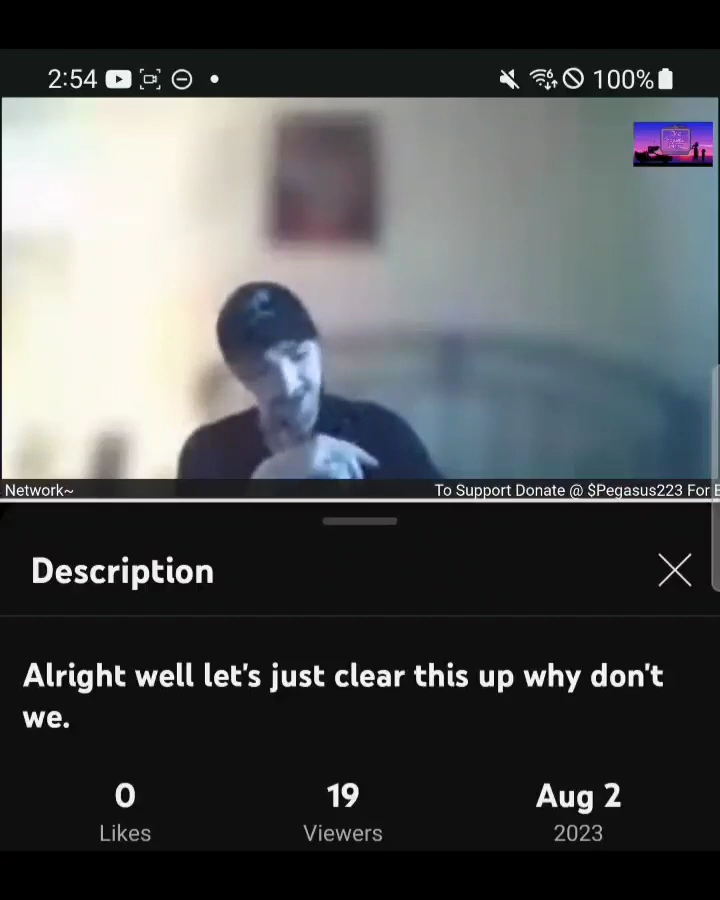 2:54
100%
Network~
To Support Donate @ $Pegasus223 For
Description
Alright well let's just clear this up why don't
we.
0
19
Aug 2
Likes
Viewers
2023